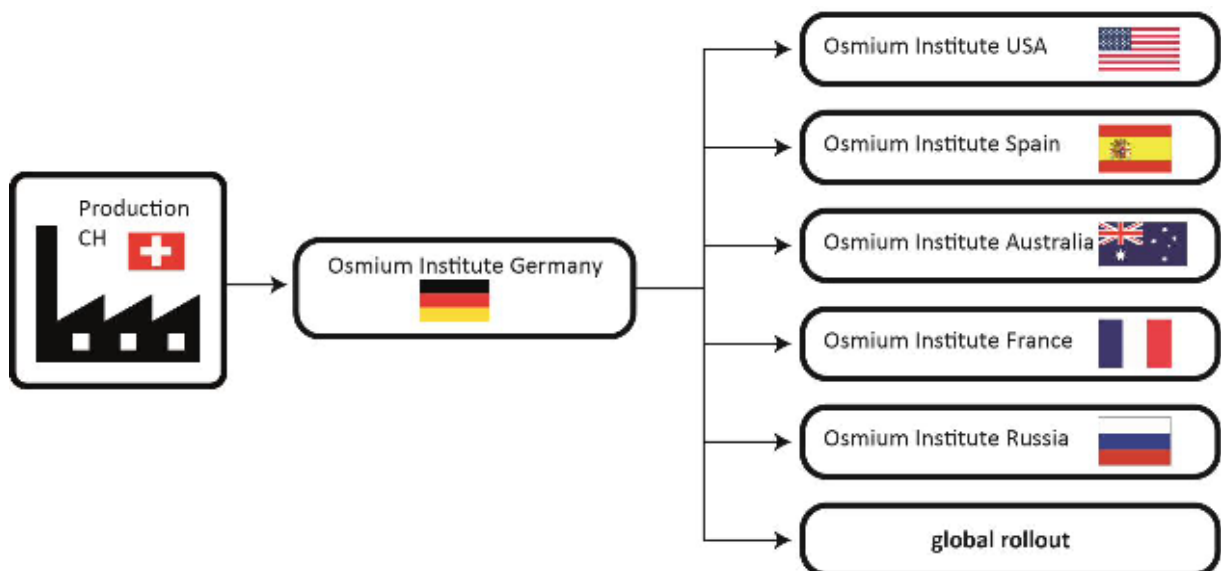 Production
CH
Osmium Institute Germany
Osmium Institute USA
Osmium Institute Spain
Osmium Institute Australia
Osmium Institute France
Osmium Institute Russia
global rollout